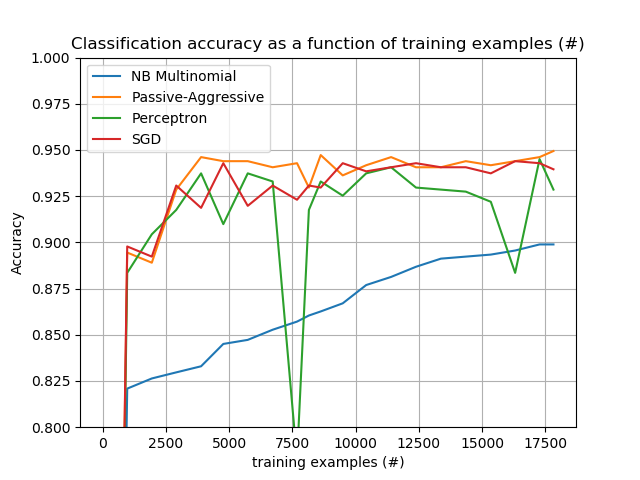 Classification accuracy as a function of training examples (#)
1.000
0.975
0.950
0.925
0.900
0.875
0.850
0.825
0.800
Accuracy
NB Multinomial
Passive-Aggressive
Perceptron
SGD
0 2500 5000 7500 10000 12500 15000 17500
training examples (#)